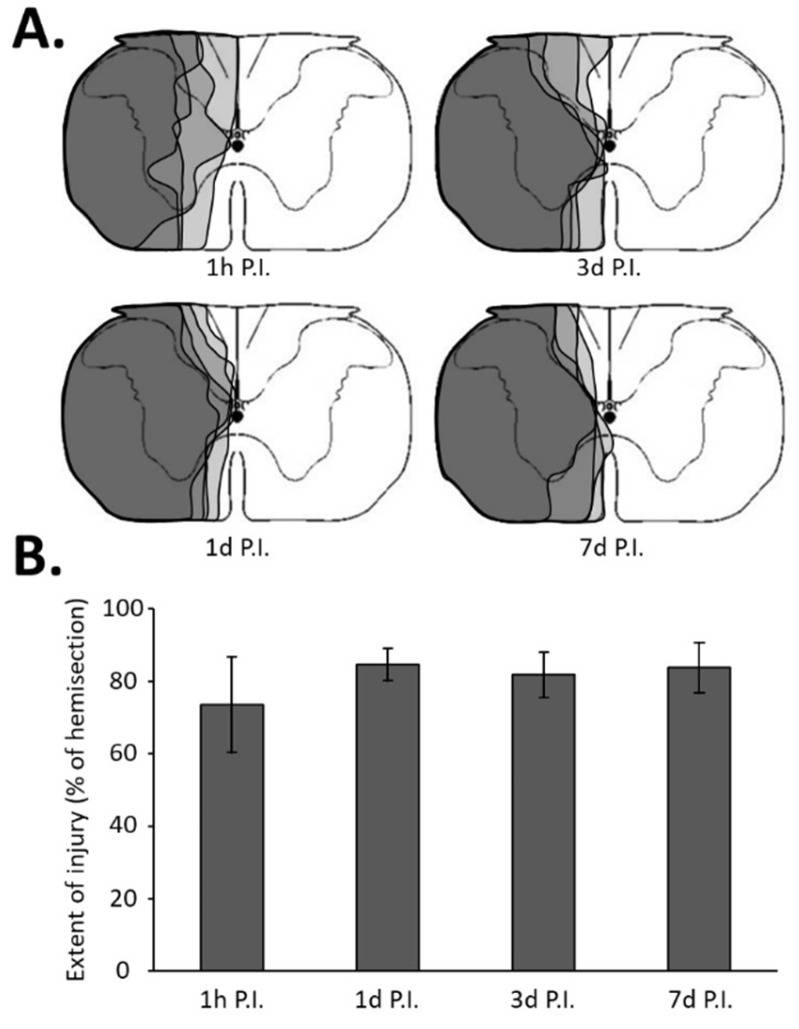 A.
1h P.I.
3d P.I.
1d P.I.
7d P.I.
B.
Extent of injury (% of hemisection)
100
80
60
40
20
0
1h P.I.
1d P.I.
3d P.I.
7d P.I.